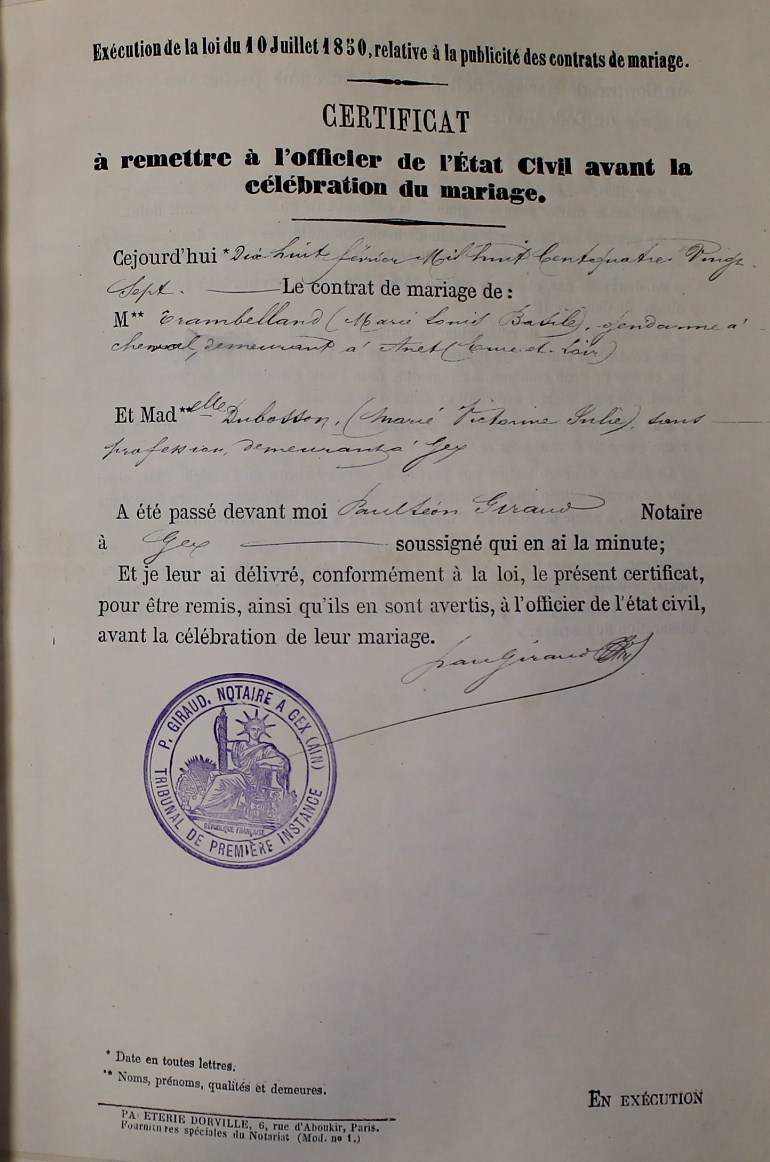 Exécution de la loi du 10 Juillet 1850, relative à la publicité des contrats de mariage.
CERTIFICAT
à remettre à l'officier de l'État Civil avant la
célébration du mariage.
Cejourd'hui * Dix huit février Mil huit Cent quatre Vingt
Sept. Le contrat de mariage de :
M** Trambelland (Marie Louis Basile), gendarme à
cheval, demeurant à Anet (Eure et Loir)
Et Mad**elle Dubosson, (Marie Victorine Julie), sans
profession, demeurant à Gex
A été passé devant moi Paul Léon Giraud Notaire
à Gex soussigné qui en ai la minute;
Et je leur ai délivré, conformément à la loi, le présent certificat,
pour être remis, ainsi qu'ils en sont avertis, à l'officier de l'état civil,
avant la célébration de leur mariage.
Giraud
P. GIRAUD, NOTAIRE A GEX (AIN)
TRIBUNAL DE PREMIÈRE INSTANCE
RÉPUBLIQUE FRANÇAISE
* Date en toutes lettres.
** Noms, prénoms, qualités et demeures.
EN EXÉCUTION
PA ETERIE DORVILLE, 6, rue d'Aboukir, Paris.
Fournitures spéciales du Notariat (Mod. no 1.)